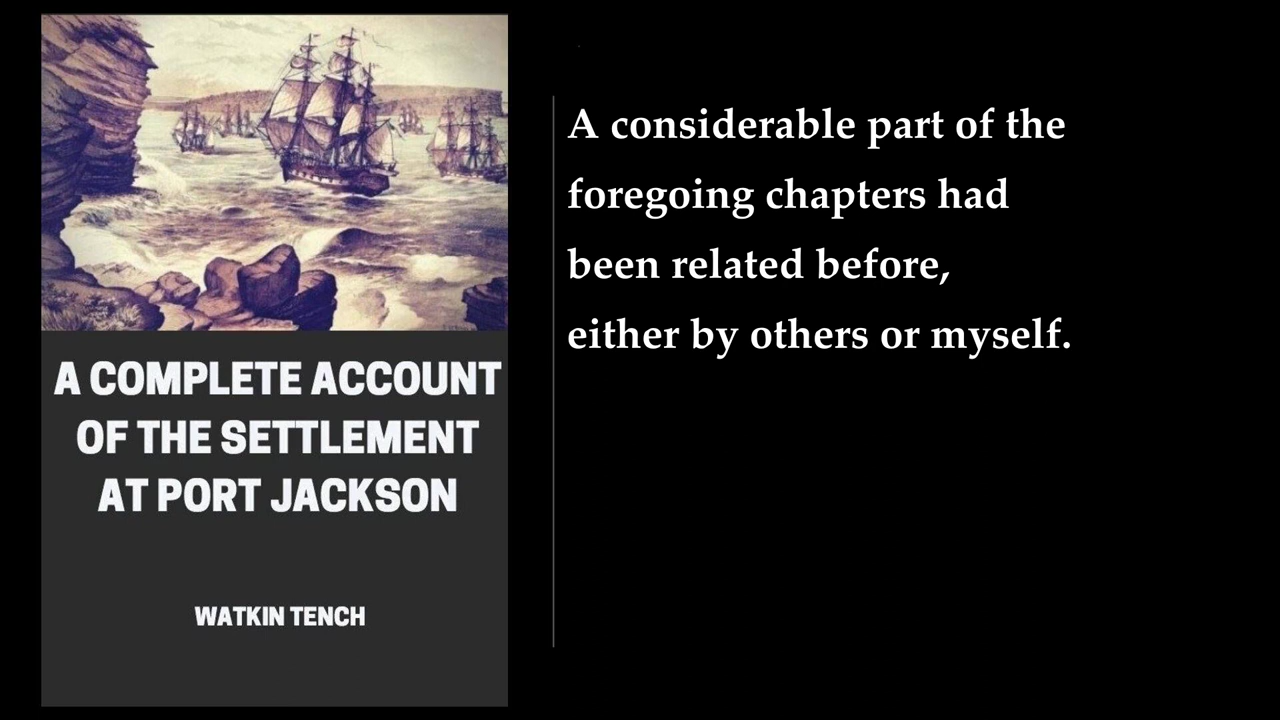 A COMPLETE ACCOUNT
OF THE SETTLEMENT
AT PORT JACKSON
WATKIN TENCH
A considerable part of the
foregoing chapters had
been related before,
either by others or myself.